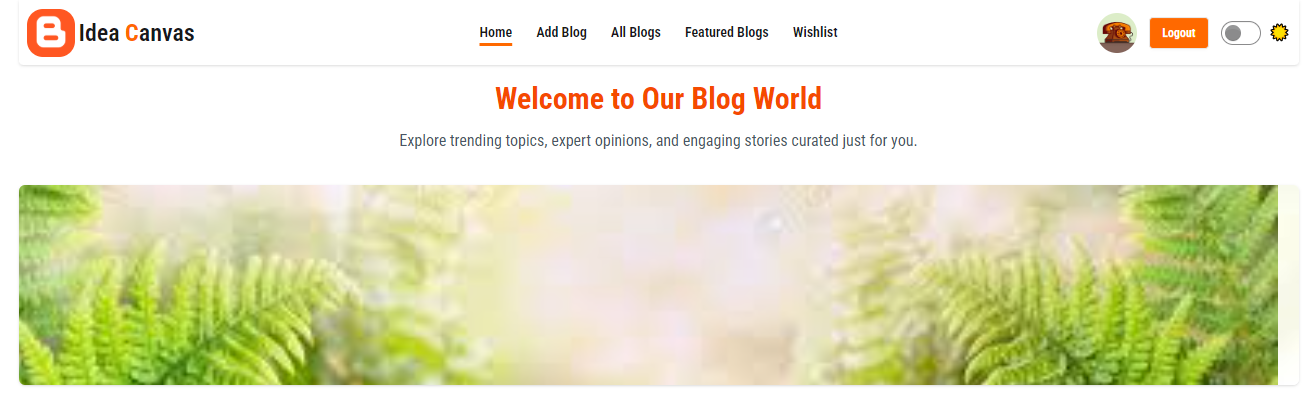 Idea Canvas
Home Add Blog All Blogs Featured Blogs Wishlist
Logout
Welcome to Our Blog World
Explore trending topics, expert opinions, and engaging stories curated just for you.